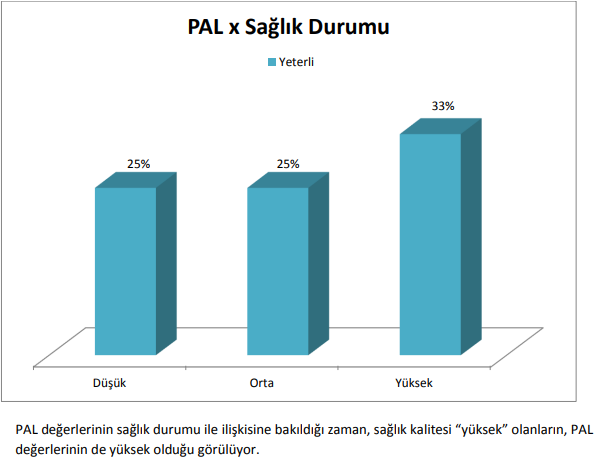 PAL x Sağlık Durumu
Yeterli
25%
25%
33%
Düşük
Orta
Yüksek
PAL değerlerinin sağlık durumu ile ilişkisine bakıldığı zaman, sağlık kalitesi “yüksek” olanların, PAL
değerlerinin de yüksek olduğu görülüyor.